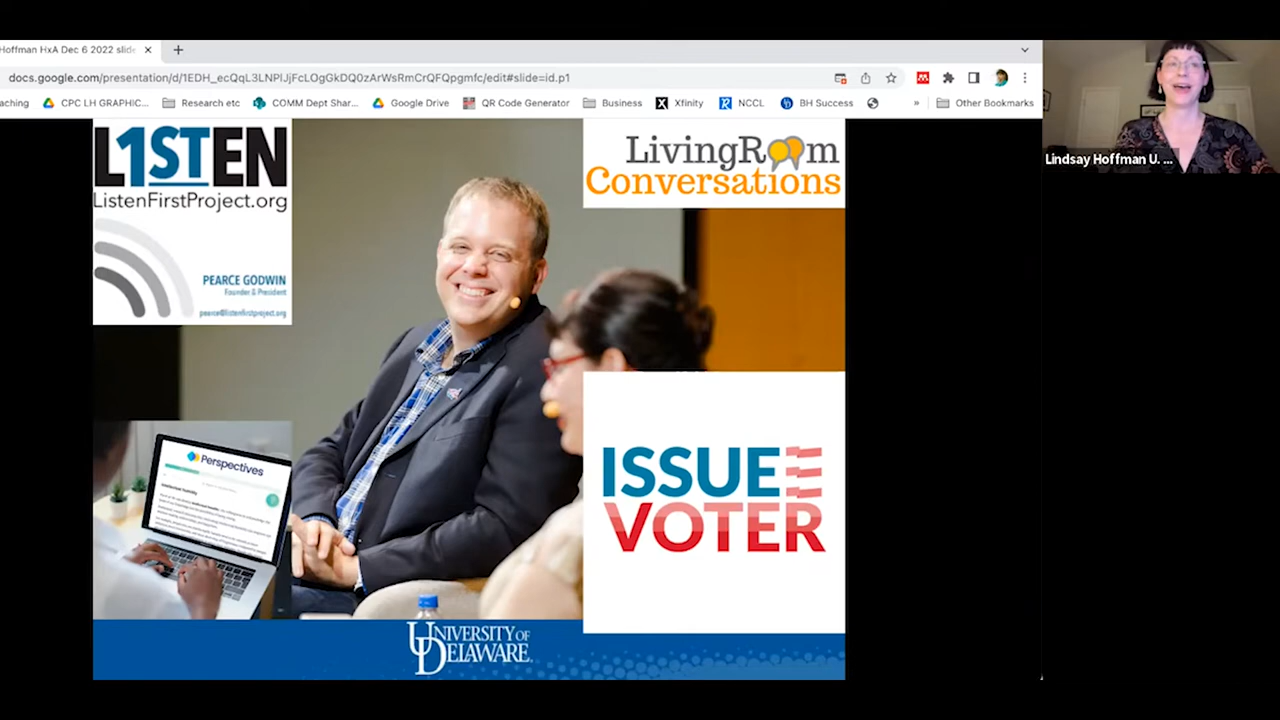 Hoffman HxA Dec 6 2022 slide
docs.google.com/presentation/d/1EDH_ecQqL3LNPIJjFcLOgGkDQ0zArWsRmCrQFQpgmfc/edit#slide=id.p1
aching
CPC LH GRAPHIC...
Research etc
COMM Dept Shar...
Google Drive
QR Code Generator
Business
Xfinity
NCCL
BH Success
»
Other Bookmarks
Lindsay Hoffman U. ...
L1STEN
ListenFirstProject.org
PEARCE GODWIN
Founder & President
pearce@listenfirstproject.org
LivingRoom
Conversations
Perspectives
Intellectual humility
ISSUE
VOTER
UNIVERSITY OF
DELAWARE